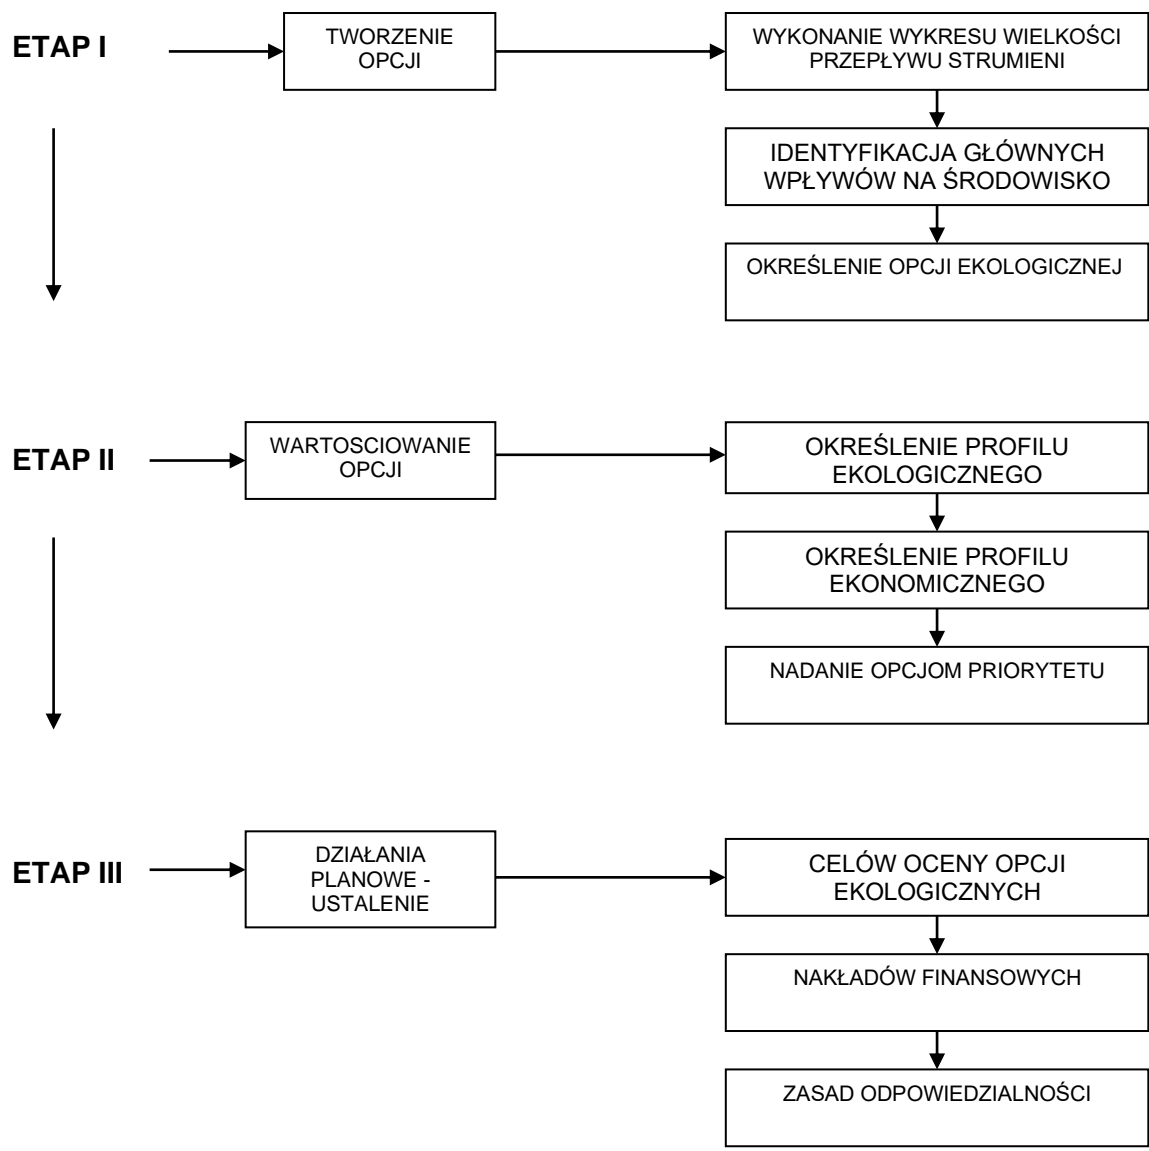 ETAP I
TWORZENIE
OPCJI
WYKONANIE WYKRESU WIELKOŚCI
PRZEPŁYWU STRUMIENI
IDENTYFIKACJA GŁÓWNYCH
WPŁYWÓW NA ŚRODOWISKO
OKREŚLENIE OPCJI EKOLOGICZNEJ
ETAP II
WARTOSCIOWANIE
OPCJI
OKREŚLENIE PROFILU
EKOLOGICZNEGO
OKREŚLENIE PROFILU
EKONOMICZNEGO
NADANIE OPCJOM PRIORYTETU
ETAP III
DZIAŁANIA
PLANOWE -
USTALENIE
CELÓW OCENY OPCJI
EKOLOGICZNYCH
NAKŁADÓW FINANSOWYCH
ZASAD ODPOWIEDZIALNOŚCI